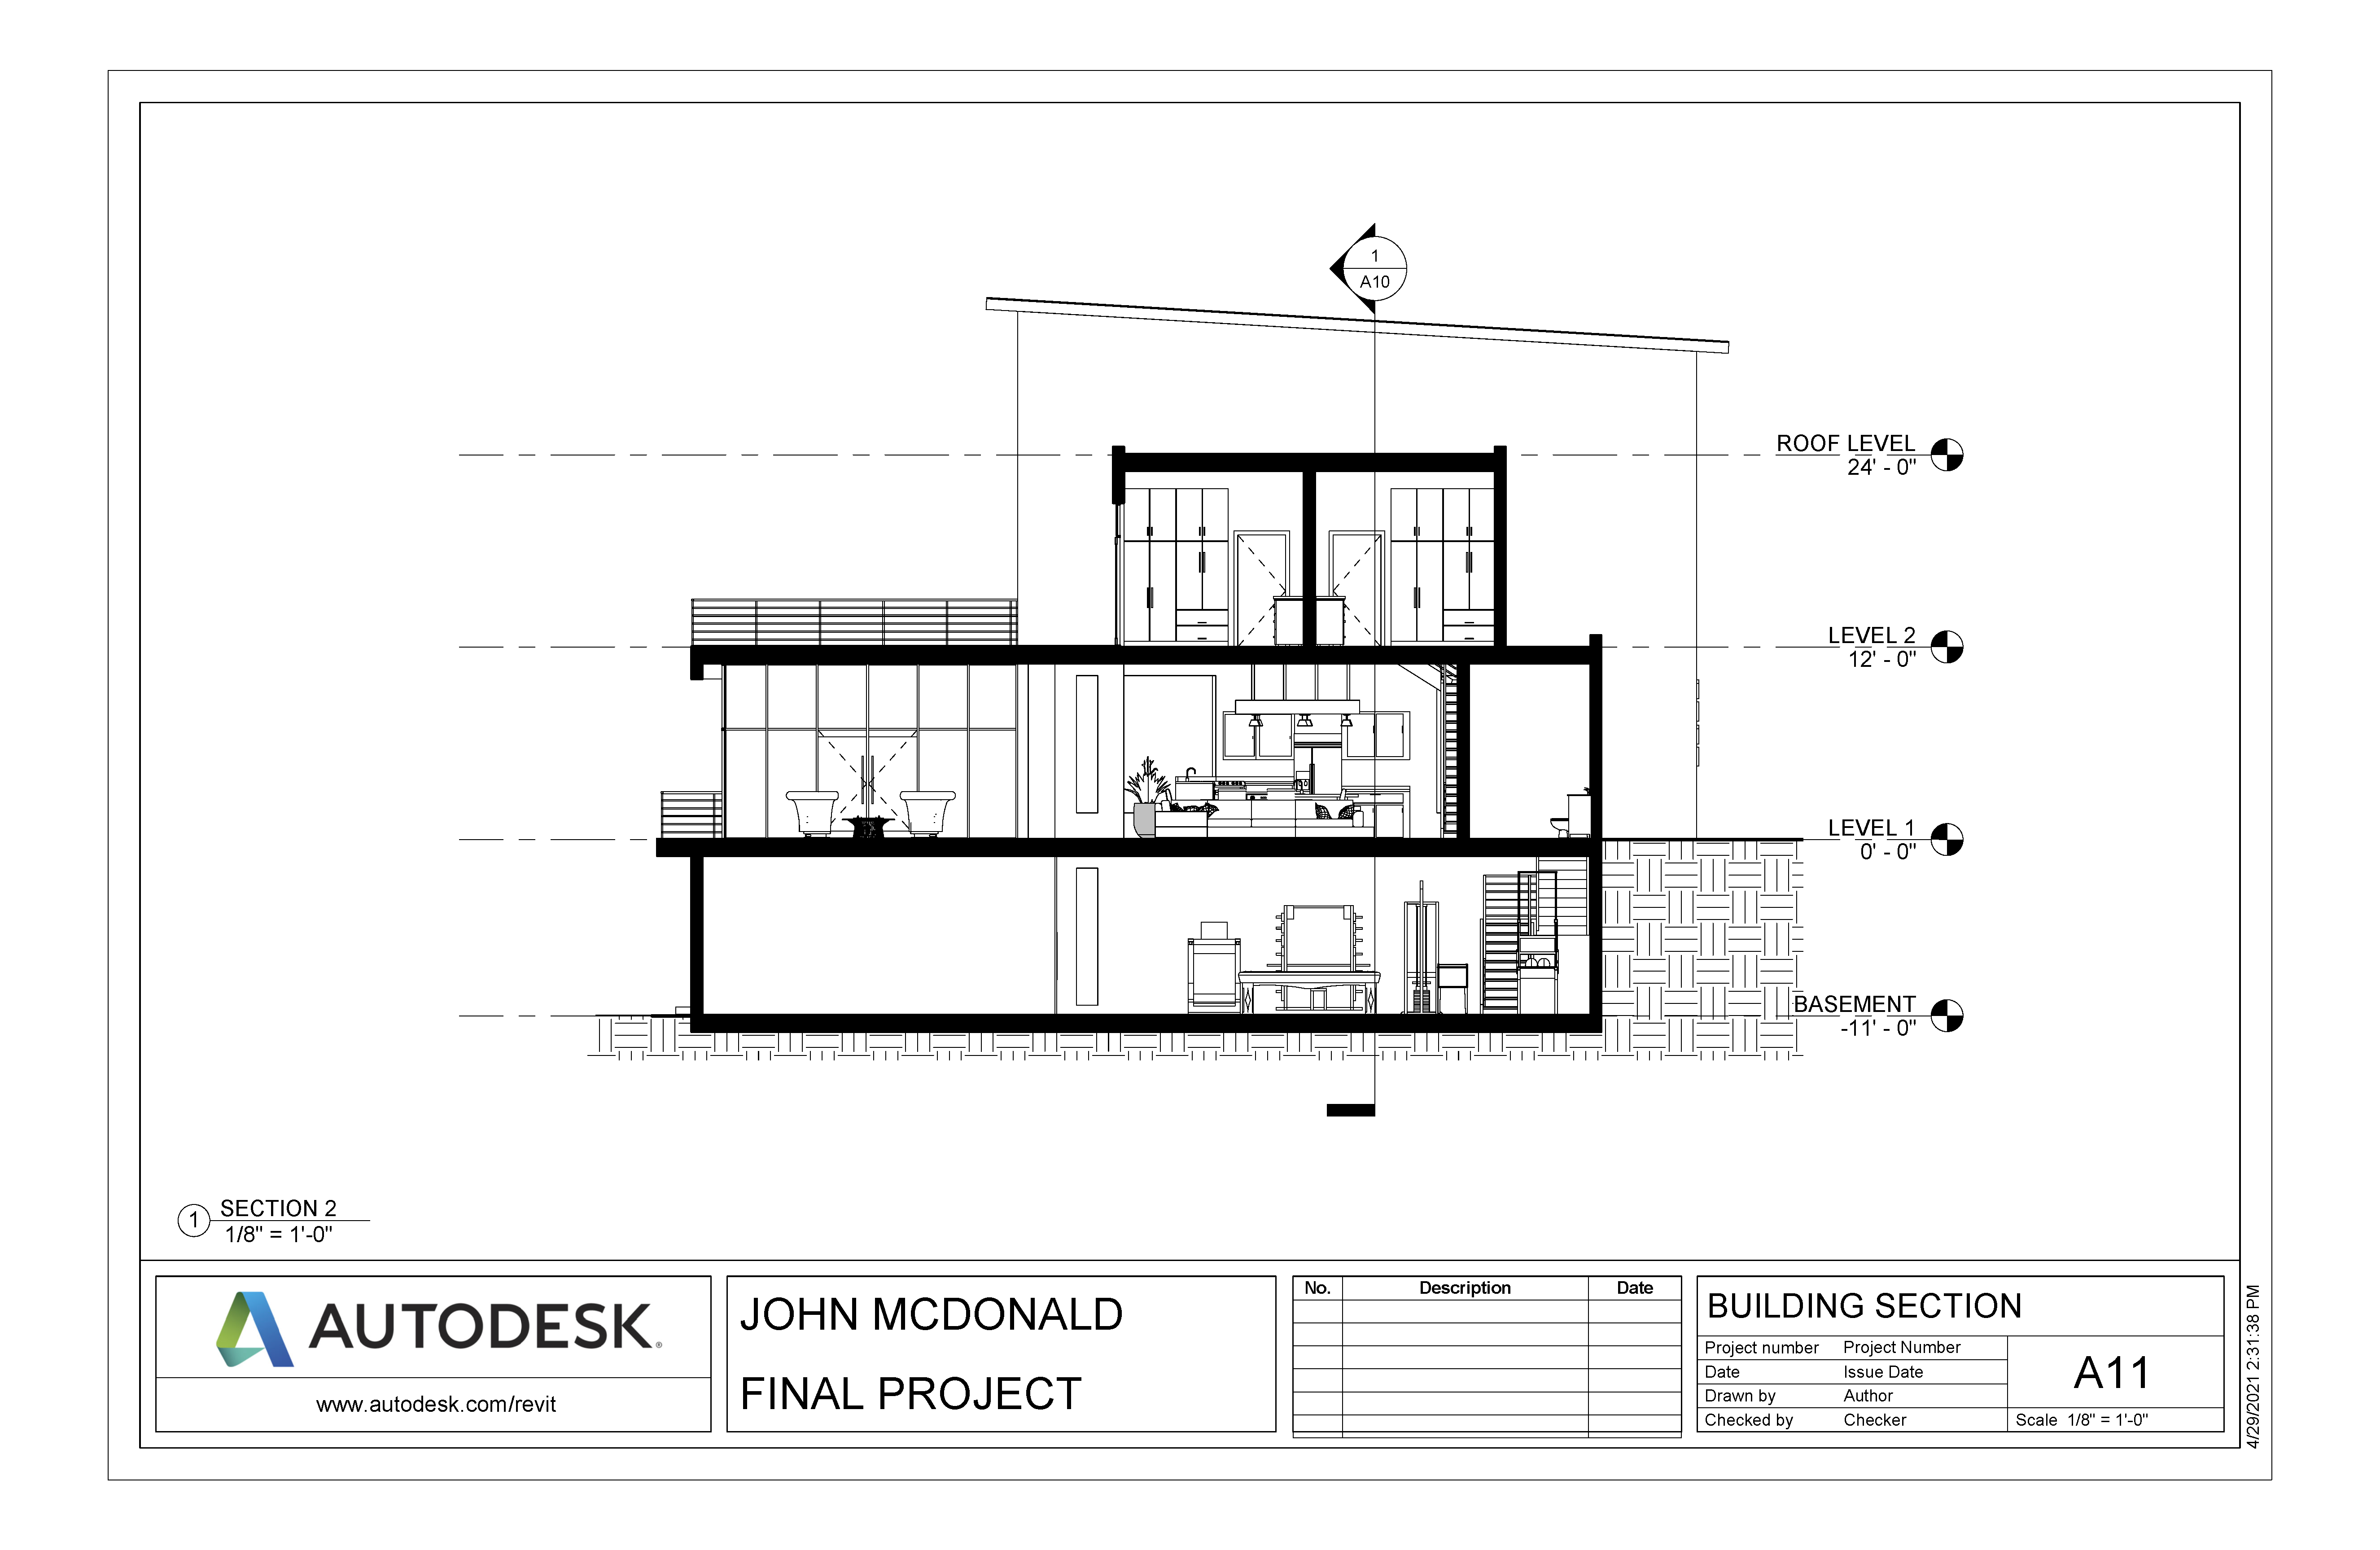 1
A10
ROOF LEVEL
24' - 0"
LEVEL 2
12' - 0"
LEVEL 1
0' - 0"
BASEMENT
-11' - 0"
1
SECTION 2
1/8" = 1'-0"
AUTODESK®
www.autodesk.com/revit
JOHN MCDONALD
FINAL PROJECT
No. Description Date
BUILDING SECTION
Project number Project Number
Date Issue Date
Drawn by Author
Checked by Checker
A11
Scale 1/8" = 1'-0"
4/29/2021 2:31:38 PM